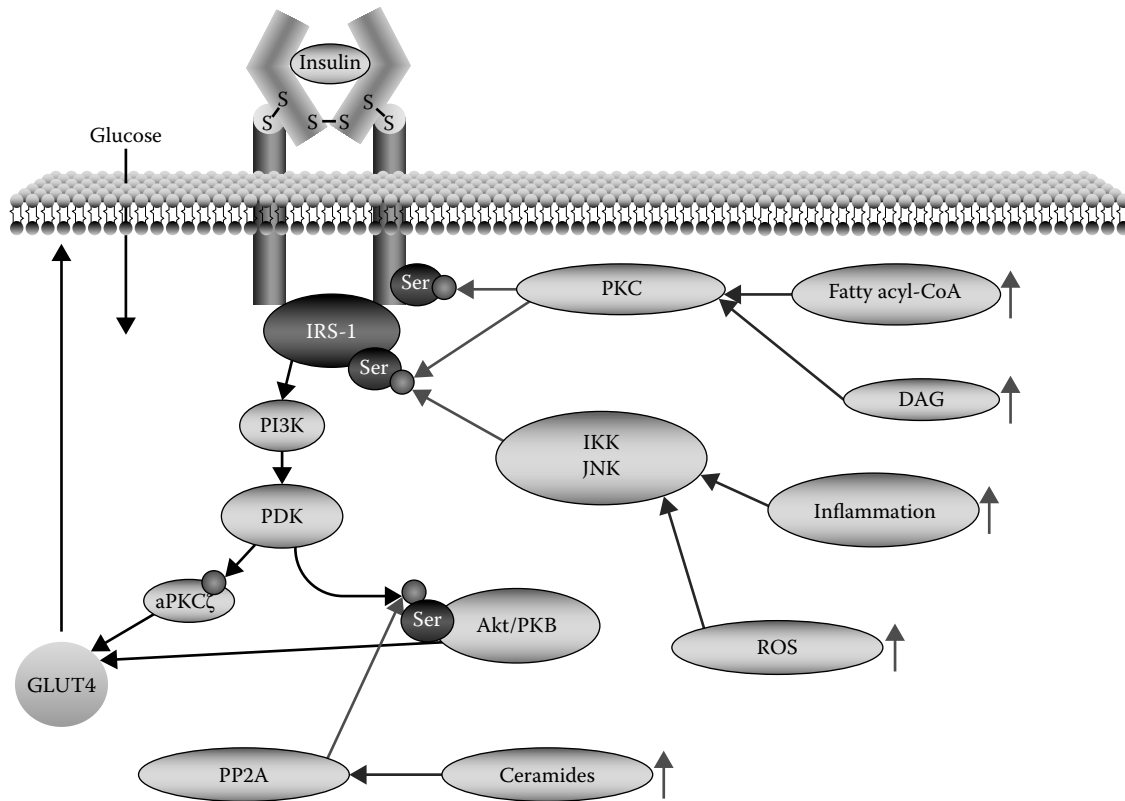 Insulin
S
S
S
S
S
S
Glucose
Ser
PKC
Fatty acyl-CoA
IRS-1
Ser
DAG
PI3K
IKK
JNK
PDK
Inflammation
aPKCζ
Ser
Akt/PKB
ROS
GLUT4
PP2A
Ceramides